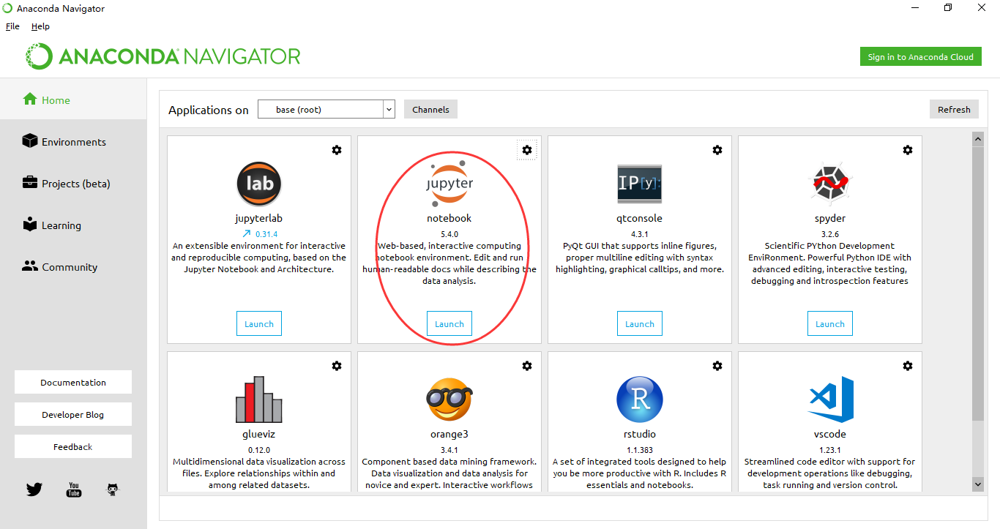 Anaconda Navigator
File Help
ANACONDA NAVIGATOR
Sign in to Anaconda Cloud
Home
Environments
Projects (beta)
Learning
Community
Documentation
Developer Blog
Feedback
You
Tube
Applications on base (root) Channels Refresh
lab
jupyterlab
0.31.4
An extensible environment for interactive
and reproducible computing, based on the
Jupyter Notebook and Architecture.
Launch
jupyter
notebook
5.4.0
Web-based, interactive computing
notebook environment. Edit and run
human-readable docs while describing the
data analysis.
Launch
IP[y]:
qtconsole
4.3.1
PyQt GUI that supports inline figures,
proper multiline editing with syntax
highlighting, graphical calltips, and more.
Launch
spyder
3.2.6
Scientific PYthon Development
EnviRonment. Powerful Python IDE with
advanced editing, interactive testing,
debugging and introspection features
Launch
glueviz
0.12.0
Multidimensional data visualization across
files. Explore relationships within and
among related datasets.
orange3
3.4.1
Component based data mining framework.
Data visualization and data analysis for
novice and expert. Interactive workflows
R
rstudio
1.1.383
A set of integrated tools designed to help
you be more productive with R. Includes R
essentials and notebooks.
vscode
1.23.1
Streamlined code editor with support for
development operations like debugging,
task running and version control.